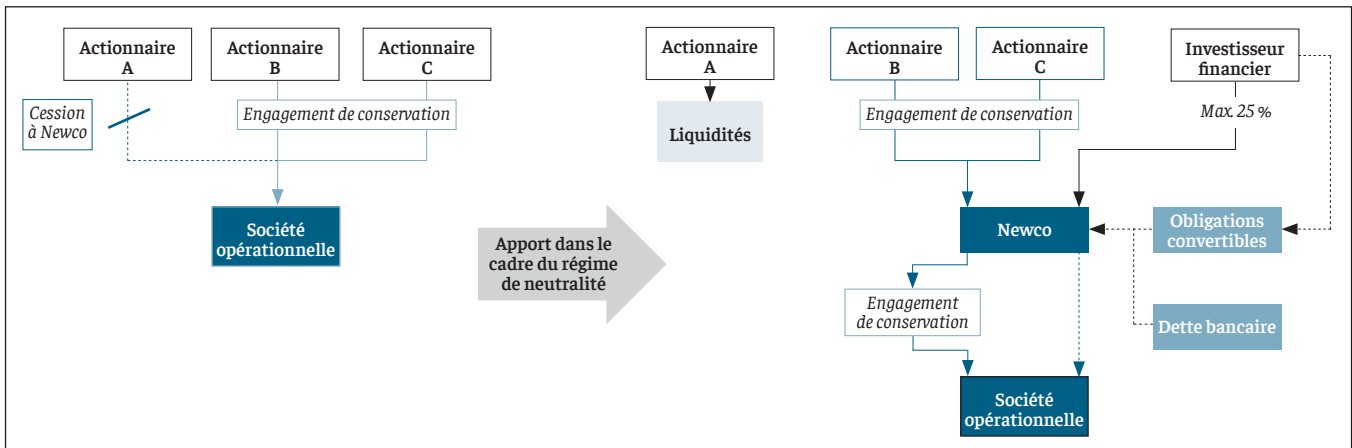 Actionnaire
A
Actionnaire
B
Actionnaire
C
Cession
à Newco
Engagement de conservation
Société
opérationnelle
Apport dans le
cadre du régime
de neutralité
Actionnaire
A
Liquidités
Actionnaire
B
Actionnaire
C
Engagement de conservation
Investisseur
financier
Max. 25 %
Newco
Obligations
convertibles
Engagement
de conservation
Dette bancaire
Société
opérationnelle